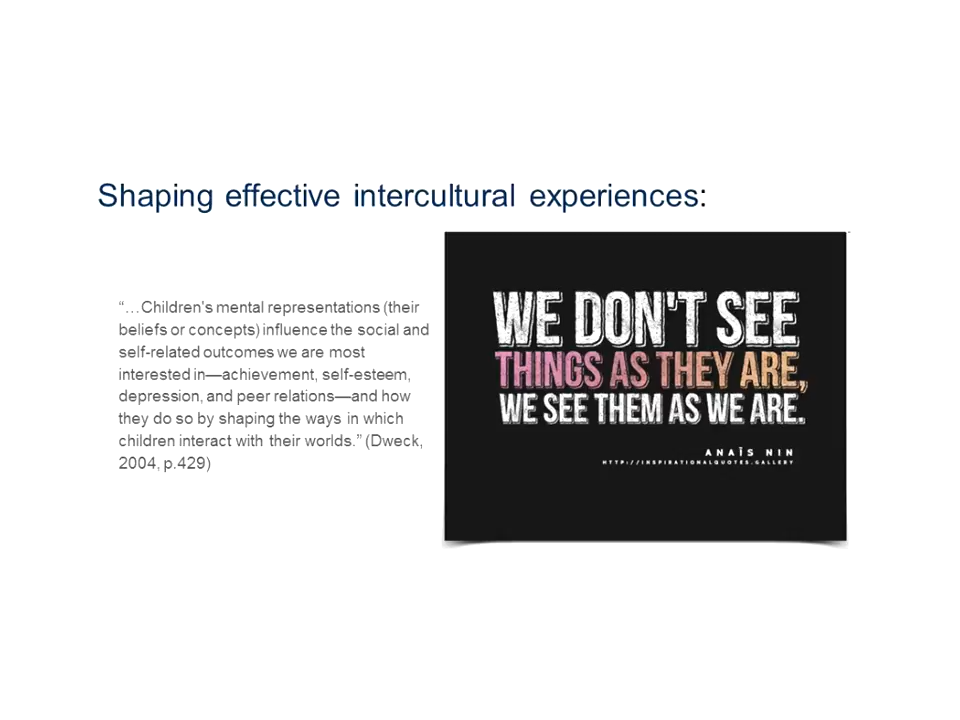 Shaping effective intercultural experiences:
“…Children's mental representations (their
beliefs or concepts) influence the social and
self-related outcomes we are most
interested in—achievement, self-esteem,
depression, and peer relations—and how
they do so by shaping the ways in which
children interact with their worlds.” (Dweck,
2004, p.429)
WE DON'T SEE
THINGS AS THEY ARE,
WE SEE THEM AS WE ARE.
ANAÏS NIN
HTTP://INSPIRATIONALQUOTES.GALLERY